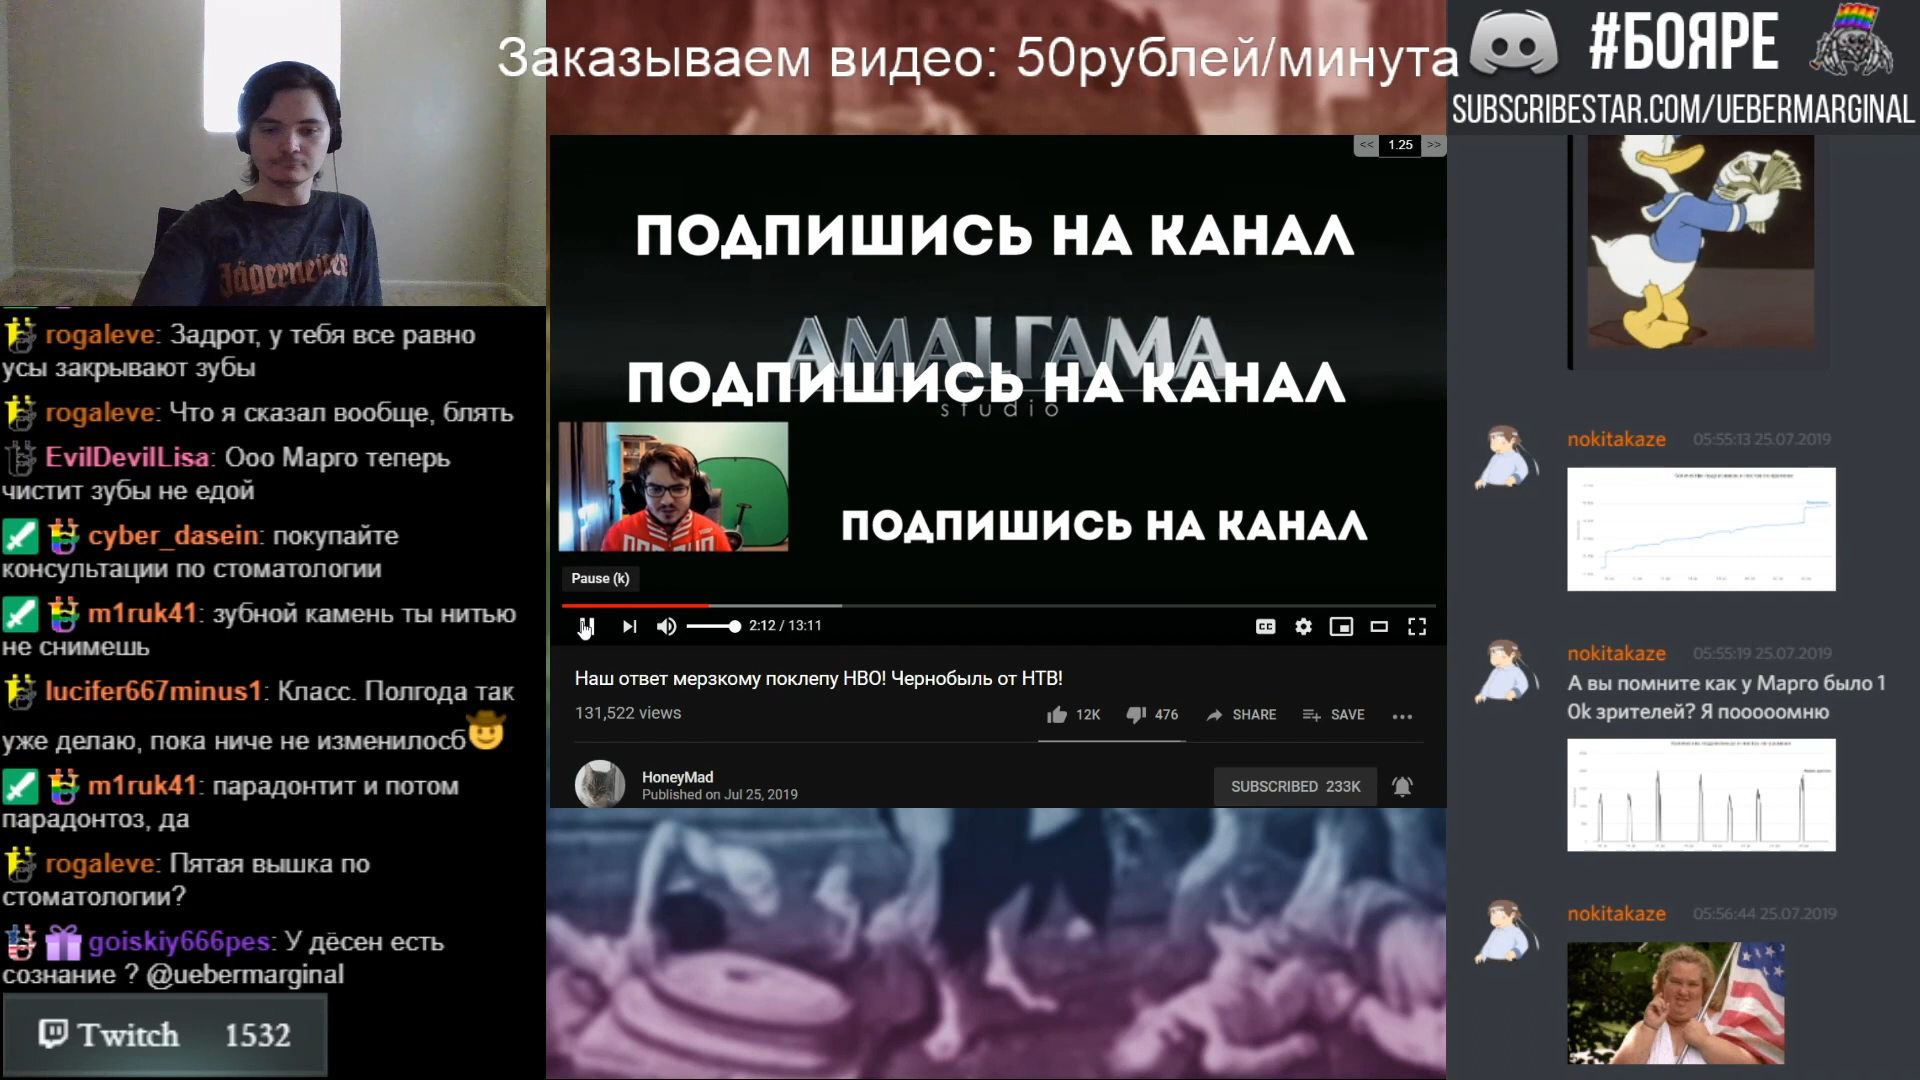 Заказываем видео: 50рублей/минута
#БОЯРЕ
SUBSCRIBESTAR.COM/UEBERMARGINAL
Jägermeister
rogaleve: Задрот, у тебя все равно
усы закрывают зубы
rogaleve: Что я сказал вообще, блять
EvilDevilLisa: Ооо Марго теперь
чистит зубы не едой
cyber_dasein: покупайте
консультации по стоматологии
m1ruk41: зубной камень ты нитью
не снимешь
lucifer667minus1: Класс. Полгода так
уже делаю, пока ниче не изменилосб
m1ruk41: парадонтит и потом
парадонтоз, да
rogaleve: Пятая вышка по
стоматологии?
goiskiy666pes: У дёсен есть
сознание ? @uebermarginal
Twitch 1532
<< 1.25 >>
ПОДПИШИСЬ НА КАНАЛ
АМАЛГАМА
ПОДПИШИСЬ НА КАНАЛ
studio
ПОДПИШИСЬ НА КАНАЛ
Pause (k)
2:12 / 13:11
CC
Наш ответ мерзкому поклепу HBO! Чернобыль от НТВ!
131,522 views
12K 476 SHARE SAVE
HoneyMad
Published on Jul 25, 2019
SUBSCRIBED 233K
nokitakaze 05:55:13 25.07.2019
nokitakaze 05:55:19 25.07.2019
А вы помните как у Марго было 1
0k зрителей? Я пооооомню
nokitakaze 05:56:44 25.07.2019